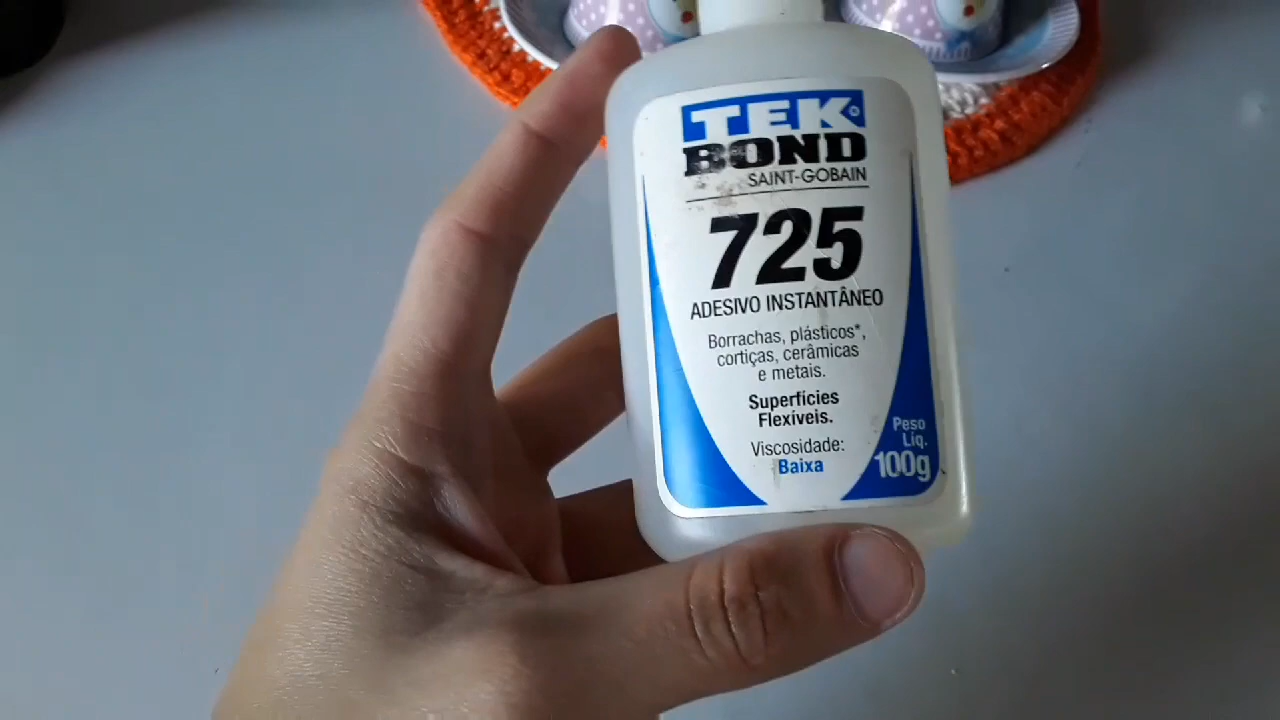 TEK
BOND
SAINT-GOBAIN
725
ADESIVO INSTANTÂNEO
Borrachas, plásticos*,
cortiças, cerâmicas
e metais.
Superfícies
Flexíveis.
Viscosidade:
Baixa
Peso
Líq.
100g